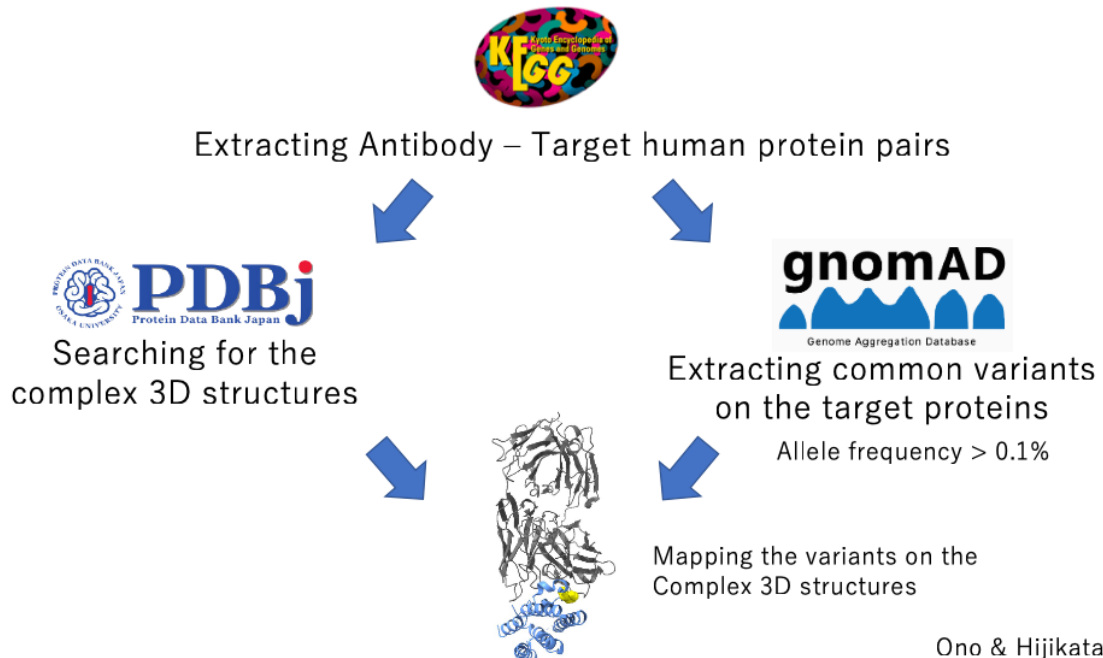 KEGG
Kyoto Encyclopedia of
Genes and Genomes
Extracting Antibody – Target human protein pairs
PROTEIN DATA BANK JAPAN
OSAKA UNIVERSITY
PDBj
Protein Data Bank Japan
Searching for the
complex 3D structures
gnomAD
Genome Aggregation Database
Extracting common variants
on the target proteins
Allele frequency > 0.1%
Mapping the variants on the
Complex 3D structures
Ono & Hijikata